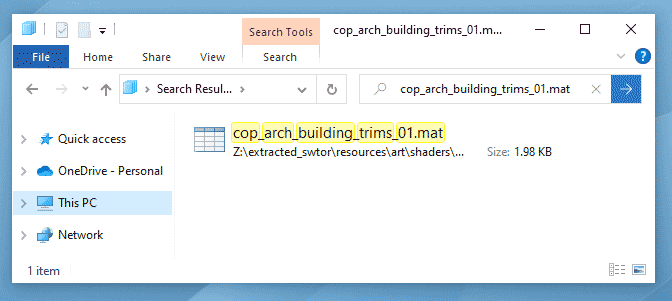 Search Tools
cop_arch_building_trims_01.m...
File
Home
Share
View
Search
Search Resul...
cop_arch_building_trims_01.mat
Quick access
OneDrive - Personal
This PC
Network
cop_arch_building_trims_01.mat
Z:\extracted_swtor\resources\art\shaders\...
Size: 1.98 KB
1 item